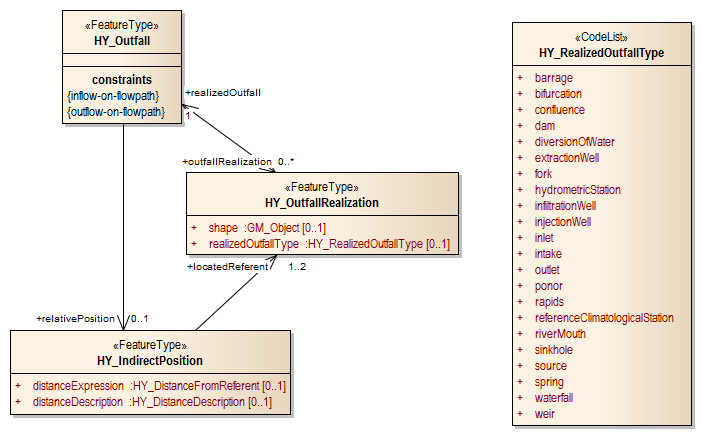 «FeatureType»
HY_Outfall
constraints
{inflow-on-flowpath}
{outflow-on-flowpath}
+realizedOutfall
1
+outfallRealization 0..*
«FeatureType»
HY_OutfallRealization
+ shape :GM_Object [0..1]
+ realizedOutfallType :HY_RealizedOutfallType [0..1]
+locatedReferent 1..2
+relativePosition 0..1
«FeatureType»
HY_IndirectPosition
+ distanceExpression :HY_DistanceFromReferent [0..1]
+ distanceDescription :HY_DistanceDescription [0..1]
«CodeList»
HY_RealizedOutfallType
+ barrage
+ bifurcation
+ confluence
+ dam
+ diversionOfWater
+ extractionWell
+ fork
+ hydrometricStation
+ infiltrationWell
+ injectionWell
+ inlet
+ intake
+ outlet
+ ponor
+ rapids
+ referenceClimatologicalStation
+ riverMouth
+ sinkhole
+ source
+ spring
+ waterfall
+ weir